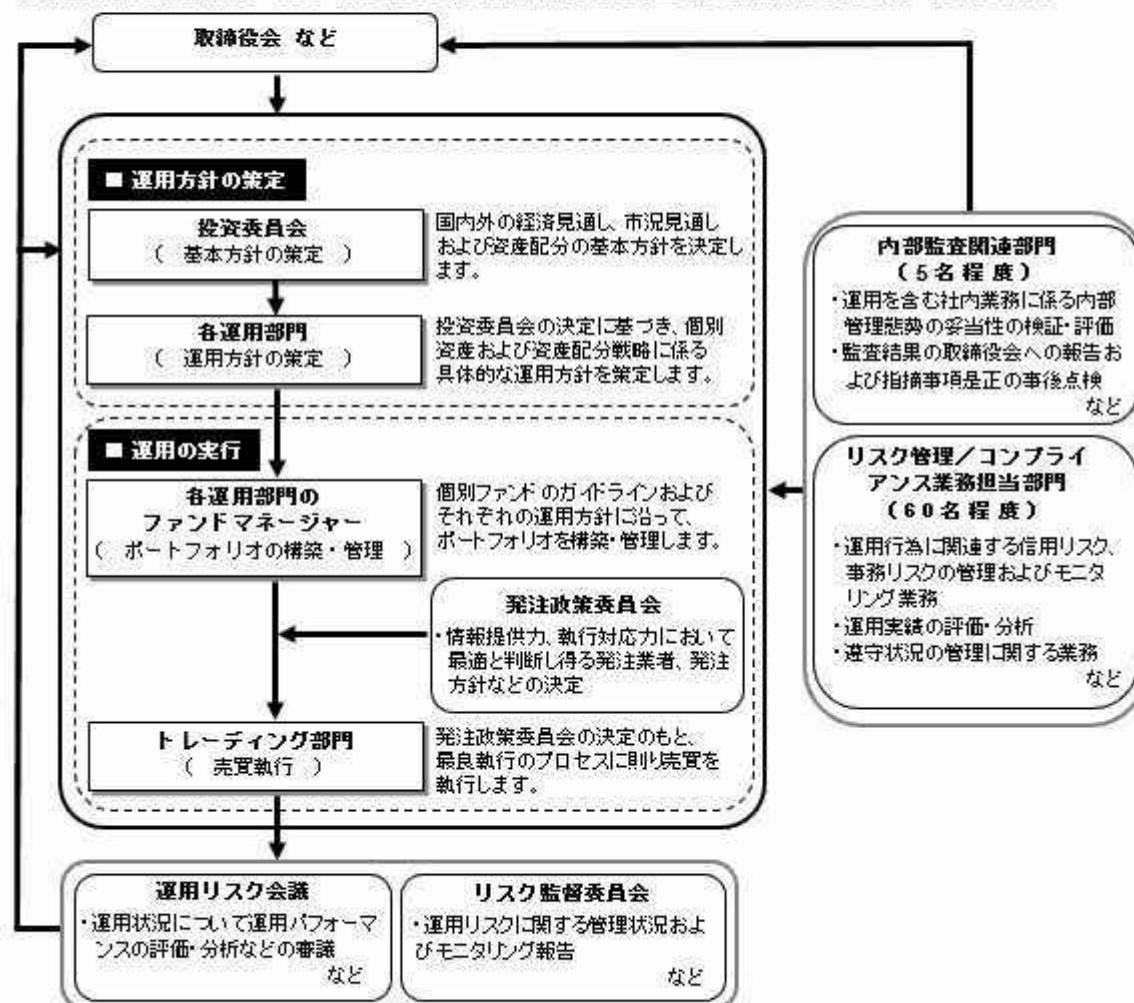 取締役会 など
■ 運用方針の策定
投資委員会
( 基本方針の策定 )
国内外の経済見通し、市況見通し
および資産配分の基本方針を決定し
ます。
各運用部門
( 運用方針の策定 )
投資委員会の決定に基づき、個別
資産および資産配分戦略に係る
具体的な運用方針を策定します。
■ 運用の実行
各運用部門の
ファンドマネージャー
( ポートフォリオの構築・管理 )
個別ファンドのガイドラインおよび
それぞれの運用方針に沿って、
ポートフォリオを構築・管理します。
発注政策委員会
・情報提供力、執行対応力において
最適と判断し得る発注業者、発注
方針などの決定
トレーディング部門
( 売買執行 )
発注政策委員会の決定のもと、
最良執行のプロセスに則り売買を
執行します。
内部監査関連部門
(5名程度)
・運用を含む社内業務に係る内部
管理態勢の妥当性の検証・評価
・監査結果の取締役会への報告お
よび指摘事項是正の事後点検
など
リスク管理/コンプライ
アンス業務担当部門
(60名程度)
・運用行為に関連する信用リスク、
事務リスクの管理およびモニタ
リング業務
・運用実績の評価・分析
・遵守状況の管理に関する業務
など
運用リスク会議
・運用状況について運用パフォーマ
ンスの評価・分析などの審議
など
リスク監督委員会
・運用リスクに関する管理状況およ
びモニタリング報告
など